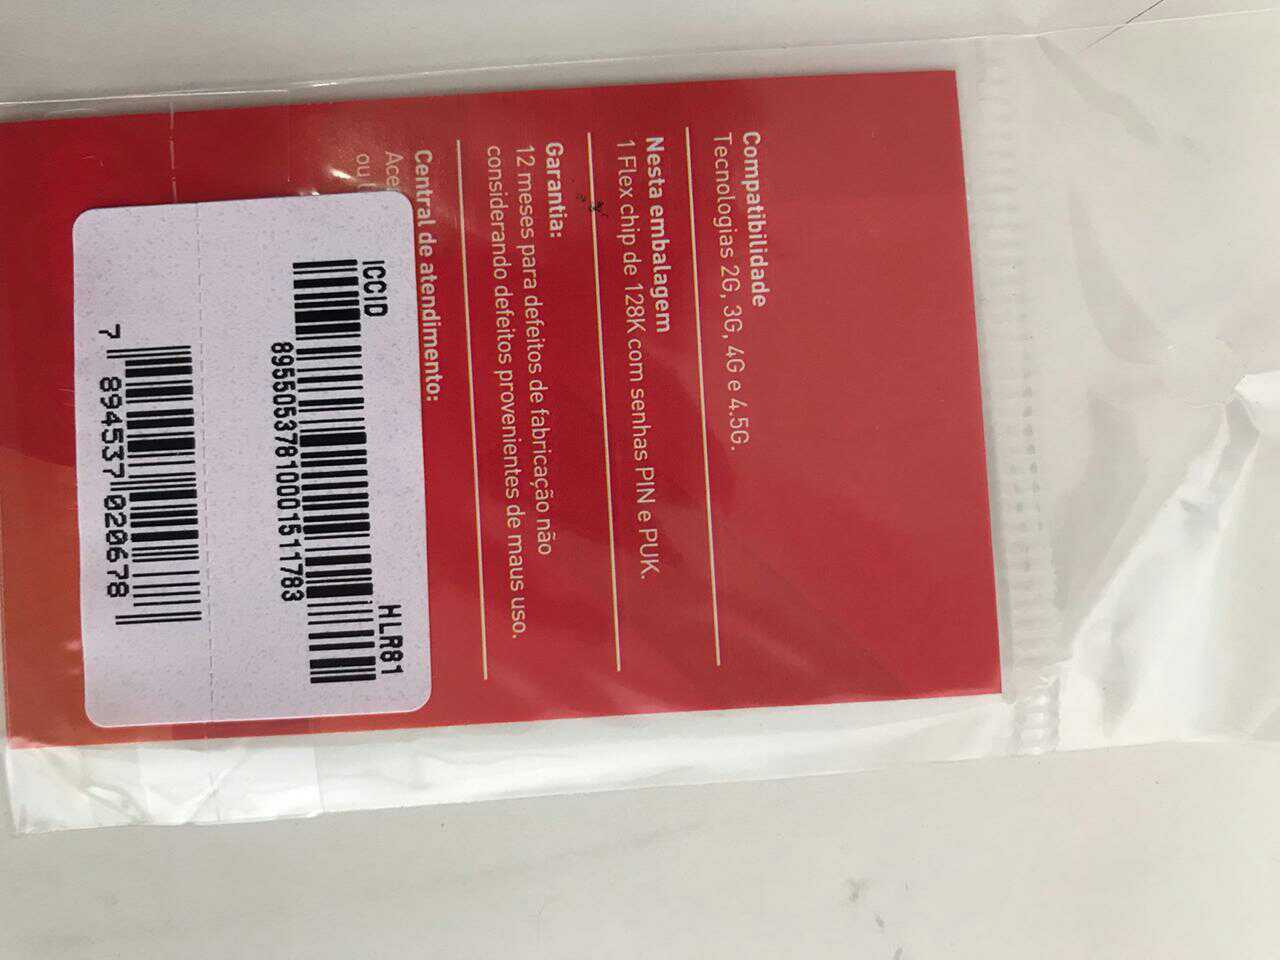 Compatibilidade
Tecnologias 2G, 3G, 4G e 4.5G.
Nesta embalagem
1 Flex chip de 128K com senhas PIN e PUK.
Garantia:
12 meses para defeitos de fabricação não
considerando defeitos provenientes de maus uso.
Central de atendimento:
ou
ICCID HLR81
89550537810001511783
7 894537 020678